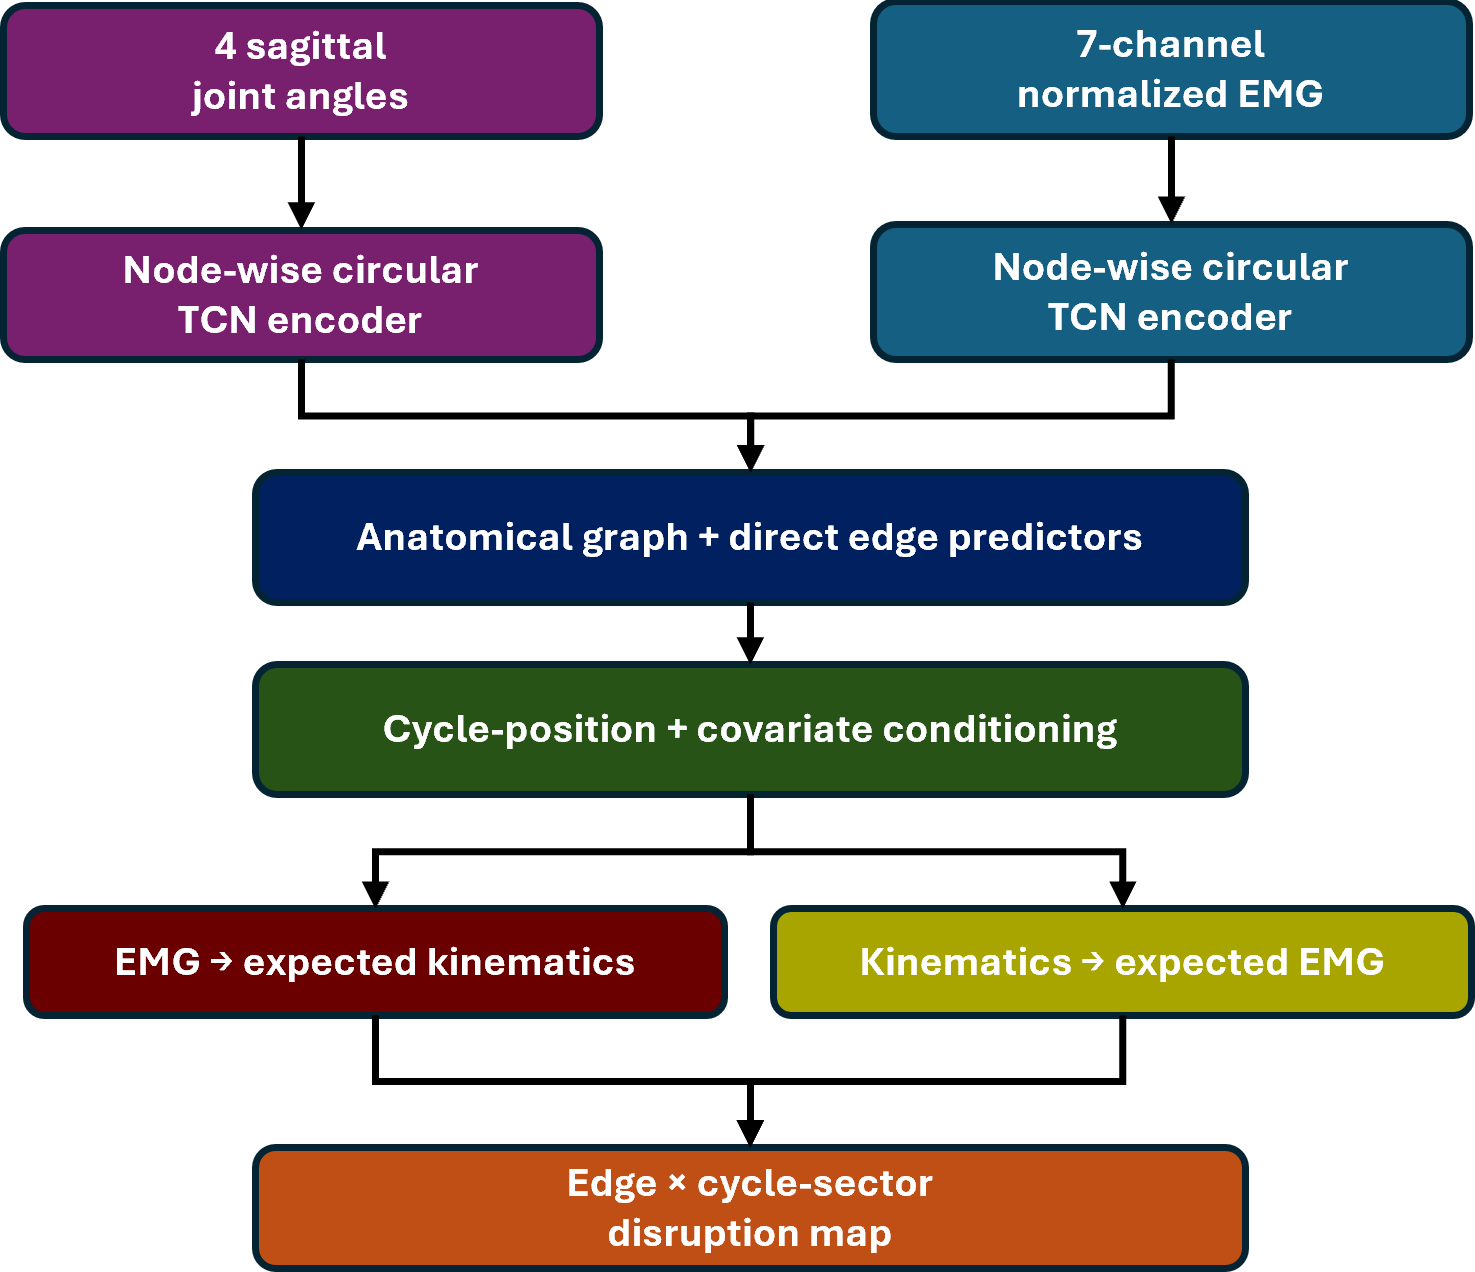 4 sagittal
joint angles
7-channel
normalized EMG
Node-wise circular
TCN encoder
Node-wise circular
TCN encoder
Anatomical graph + direct edge predictors
Cycle-position + covariate conditioning
EMG → expected kinematics
Kinematics → expected EMG
Edge × cycle-sector
disruption map